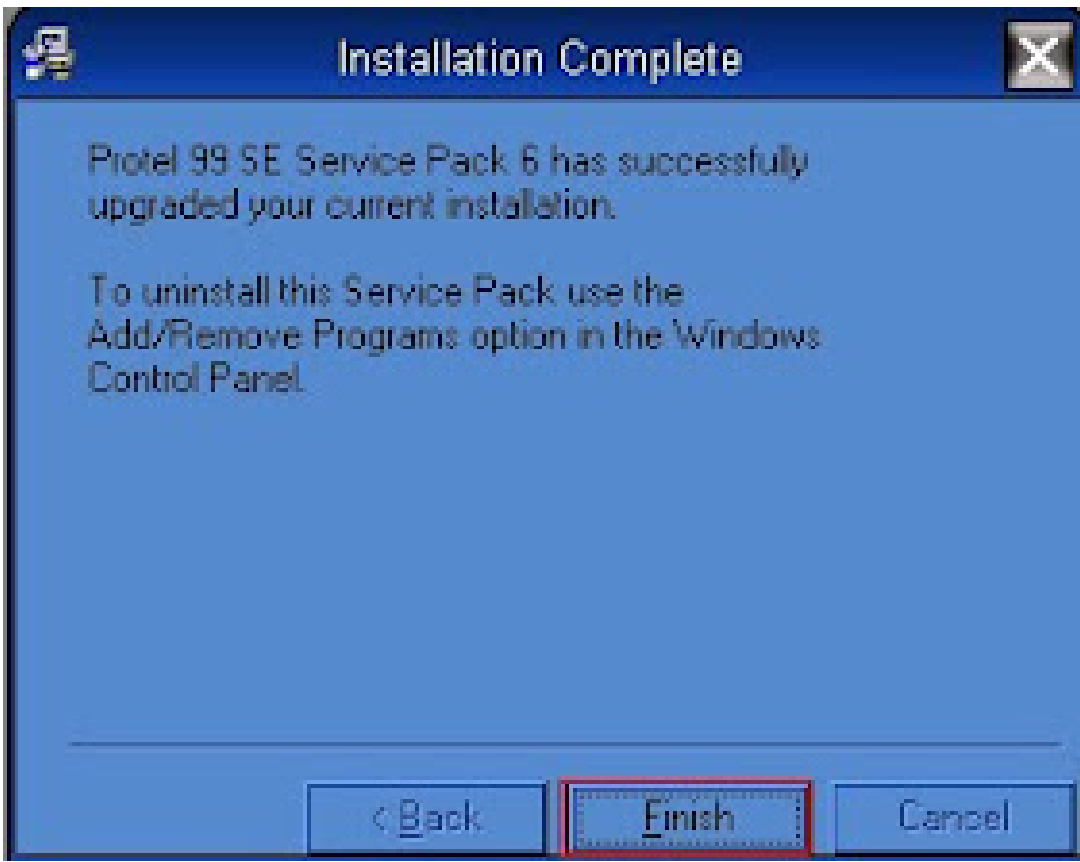 Installation Complete
Protel 99 SE Service Pack 6 has successfully
upgraded your current installation.
To uninstall this Service Pack use the
Add/Remove Programs option in the Windows
Control Panel.
< Back
Finish
Cancel